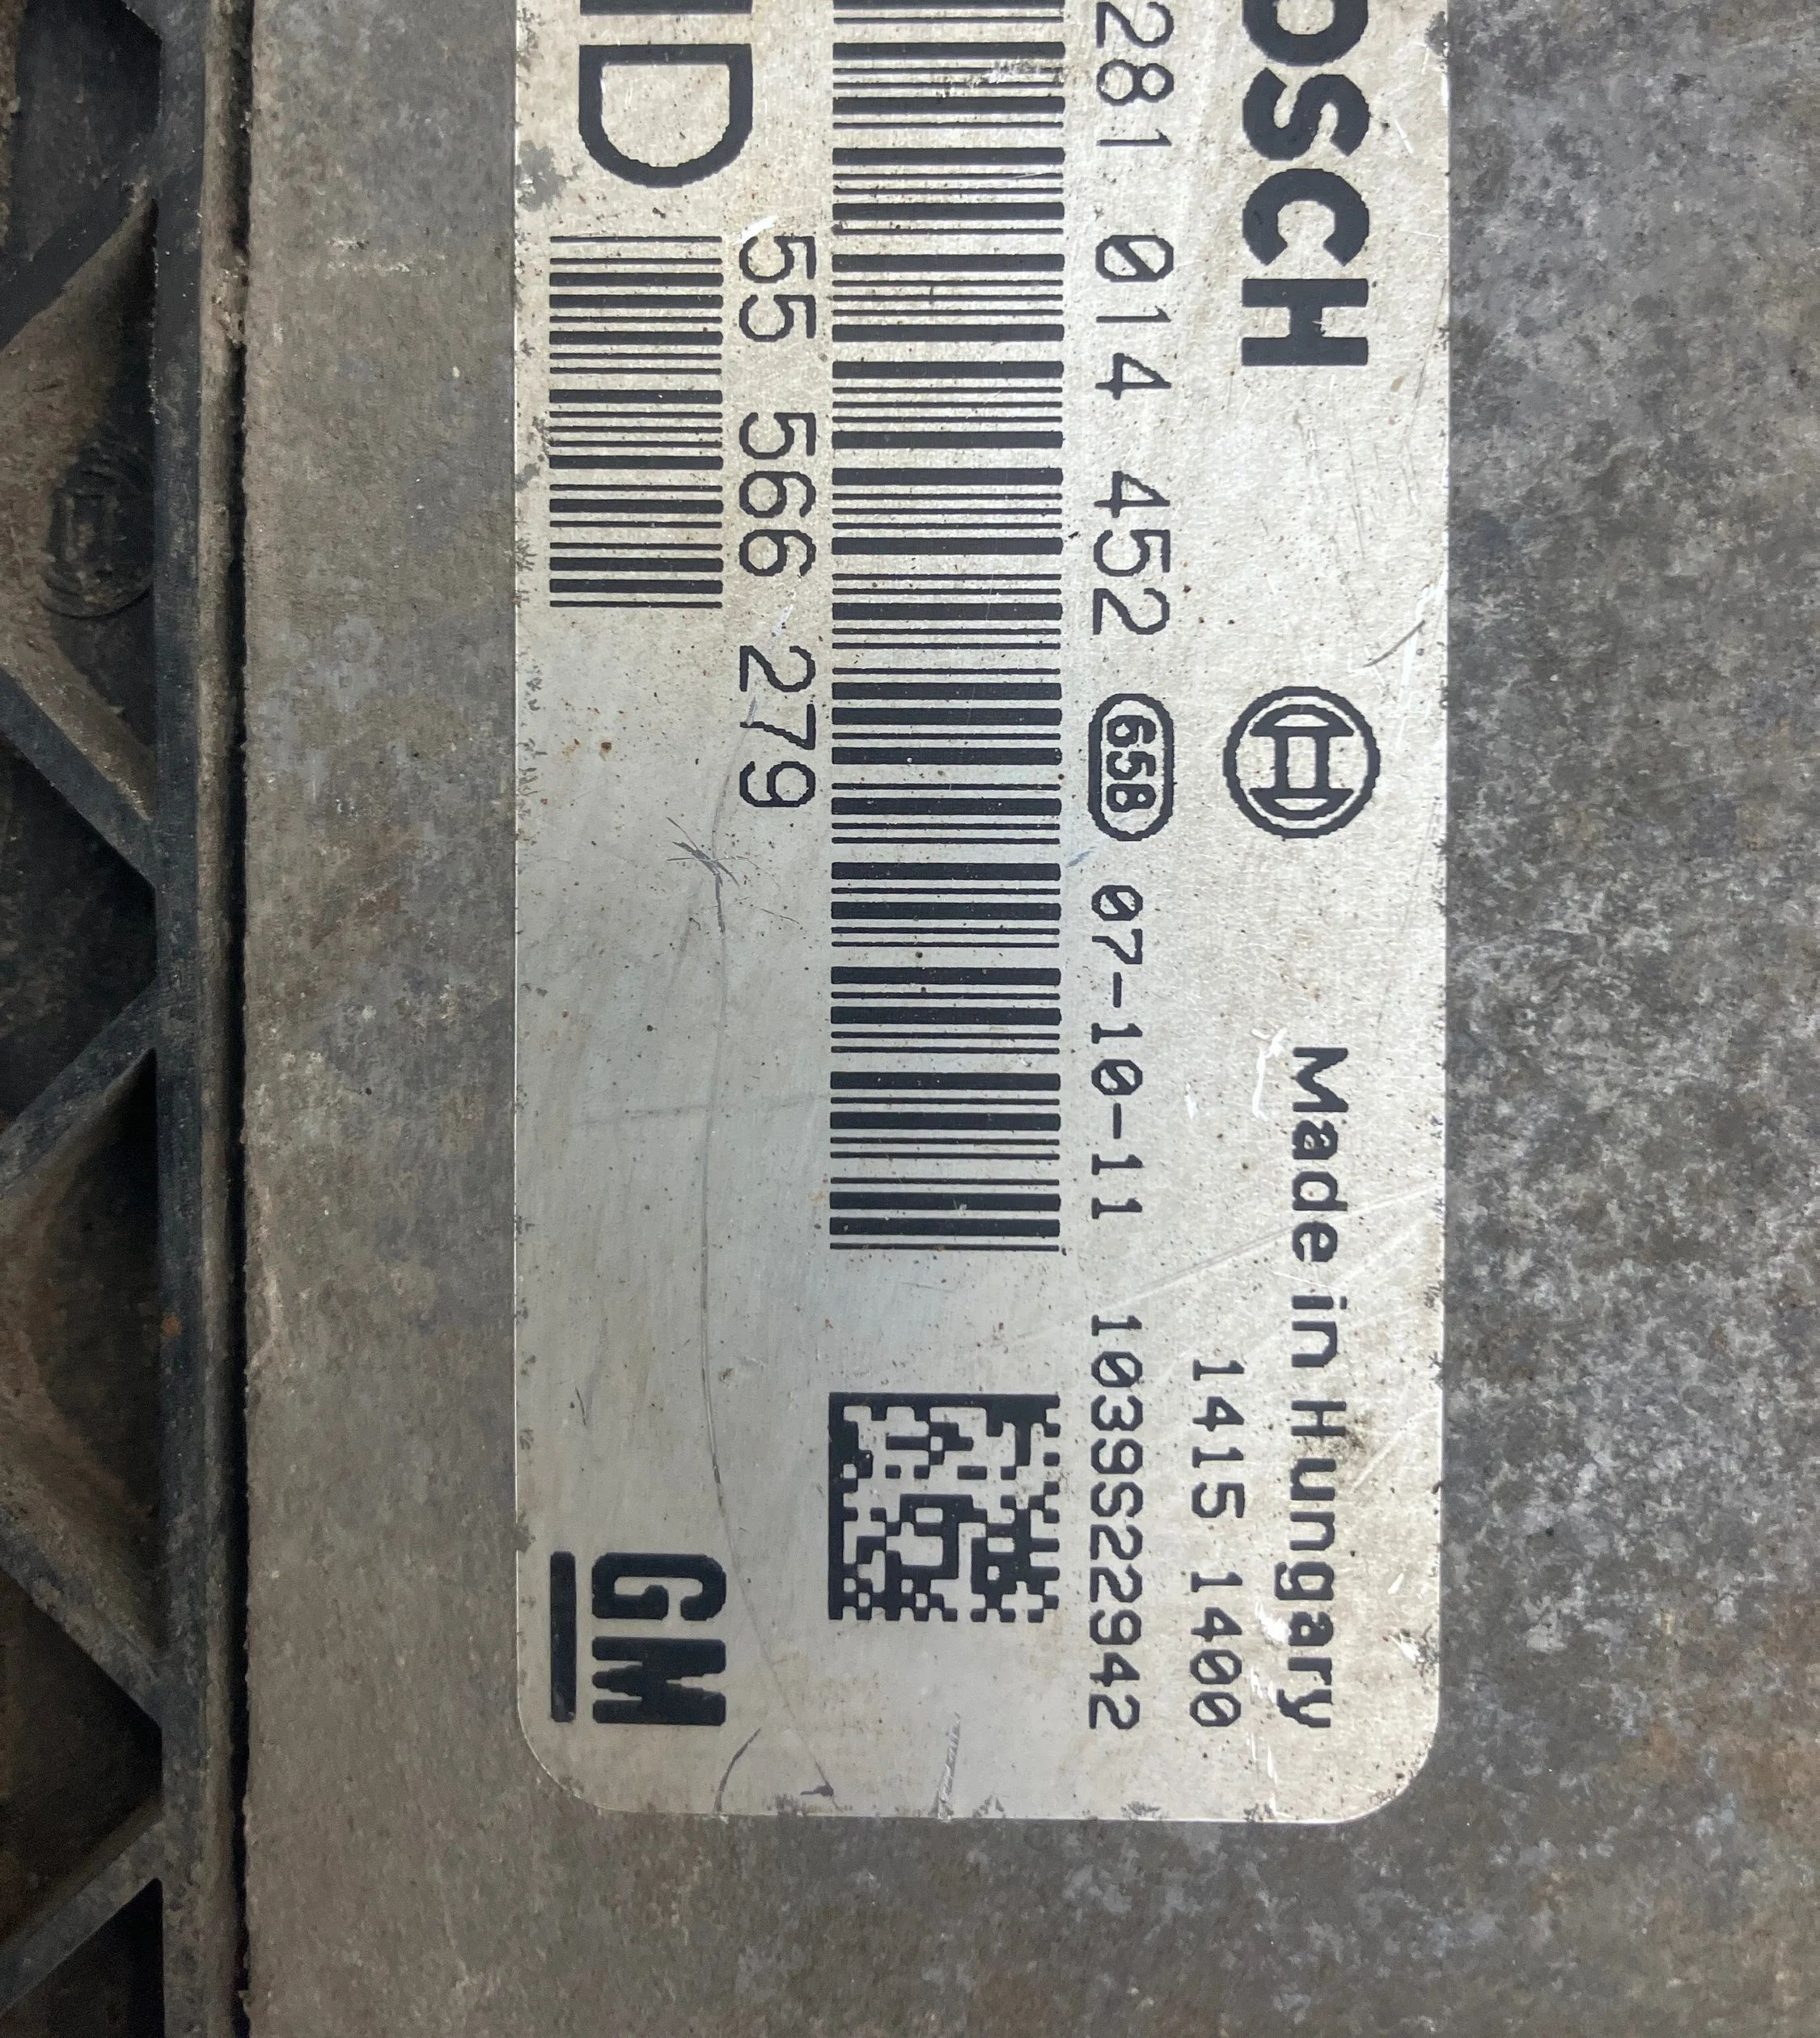 OSCH Made in Hungary
1415 1400
281 014 452 658 07-10-11 1039S22942
55 566 279
D
GM